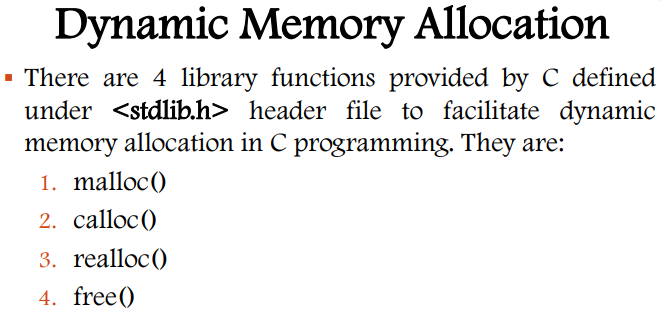 Dynamic Memory Allocation
▪ There are 4 library functions provided by C defined
under <stdlib.h> header file to facilitate dynamic
memory allocation in C programming. They are:
1. malloc()
2. calloc()
3. realloc()
4. free()